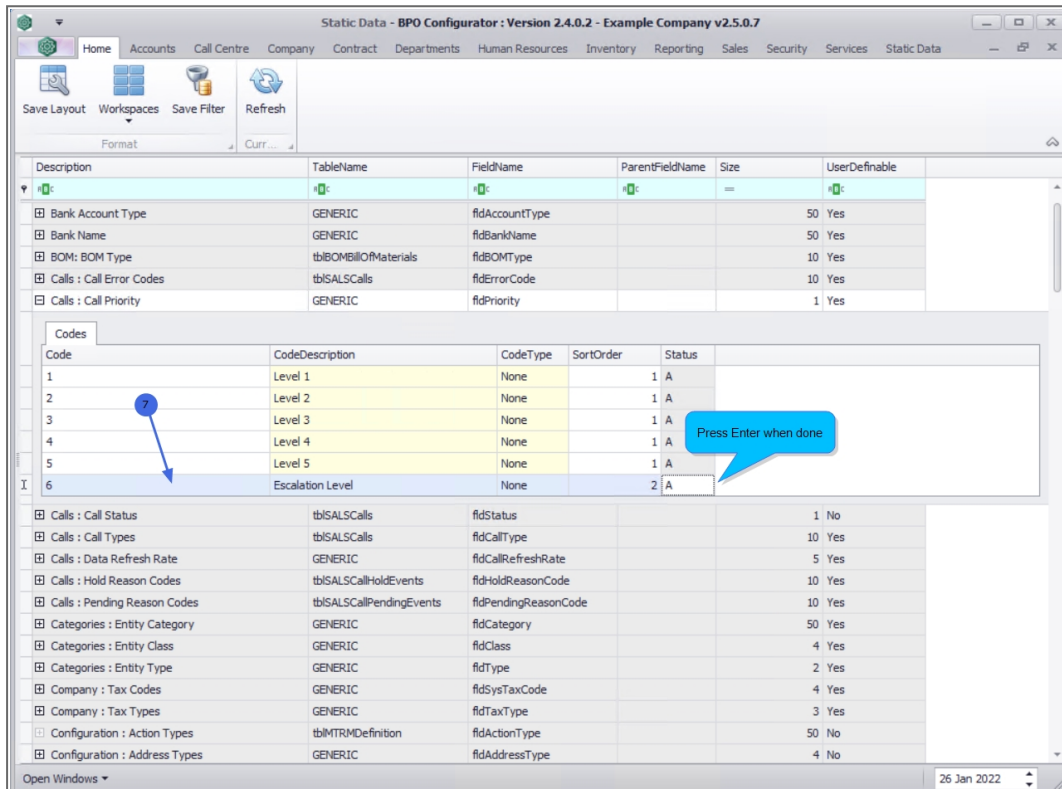 Static Data - BPO Configurator : Version 2.4.0.2 - Example Company v2.5.0.7
Home Accounts Call Centre Company Contract Departments Human Resources Inventory Reporting Sales Security Services Static Data
Save Layout Workspaces Save Filter Refresh
Format Curr...
Description TableName FieldName ParentFieldName Size UserDefinable
ABC ABC ABC ABC = ABC
Bank Account Type GENERIC fldAccountType 50 Yes
Bank Name GENERIC fldBankName 50 Yes
BOM: BOM Type tblBOMBillOfMaterials fldBOMType 10 Yes
Calls : Call Error Codes tblSALSCalls fldErrorCode 10 Yes
Calls : Call Priority GENERIC fldPriority 1 Yes
Codes
Code CodeDescription CodeType SortOrder Status
1 Level 1 None 1 A
2 Level 2 None 1 A
7
3 Level 3 None 1 A
Press Enter when done
4 Level 4 None 1 A
5 Level 5 None 1 A
6 Escalation Level None 2 A
Calls : Call Status tblSALSCalls fldStatus 1 No
Calls : Call Types tblSALSCalls fldCallType 10 Yes
Calls : Data Refresh Rate GENERIC fldCallRefreshRate 5 Yes
Calls : Hold Reason Codes tblSALSCallHoldEvents fldHoldReasonCode 10 Yes
Calls : Pending Reason Codes tblSALSCallPendingEvents fldPendingReasonCode 10 Yes
Categories : Entity Category GENERIC fldCategory 50 Yes
Categories : Entity Class GENERIC fldClass 4 Yes
Categories : Entity Type GENERIC fldType 2 Yes
Company : Tax Codes GENERIC fldSysTaxCode 4 Yes
Company : Tax Types GENERIC fldTaxType 3 Yes
Configuration : Action Types tblMTRMDefinition fldActionType 50 No
Configuration : Address Types GENERIC fldAddressType 4 No
Open Windows 26 Jan 2022